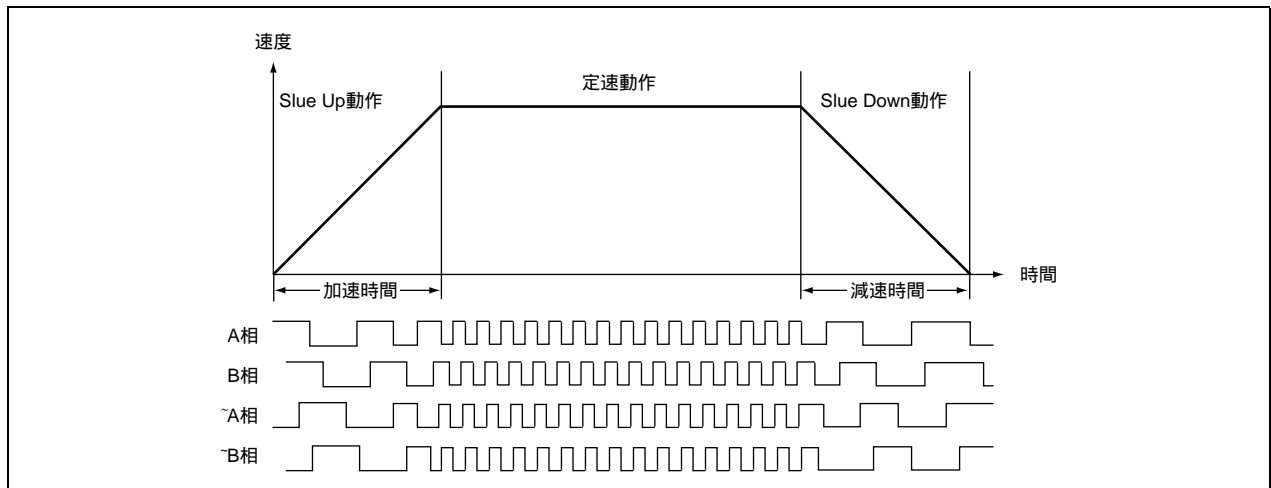 速度
Slue Up動作
定速動作
Slue Down動作
時間
加速時間
減速時間
A相
B相
~A相
~B相